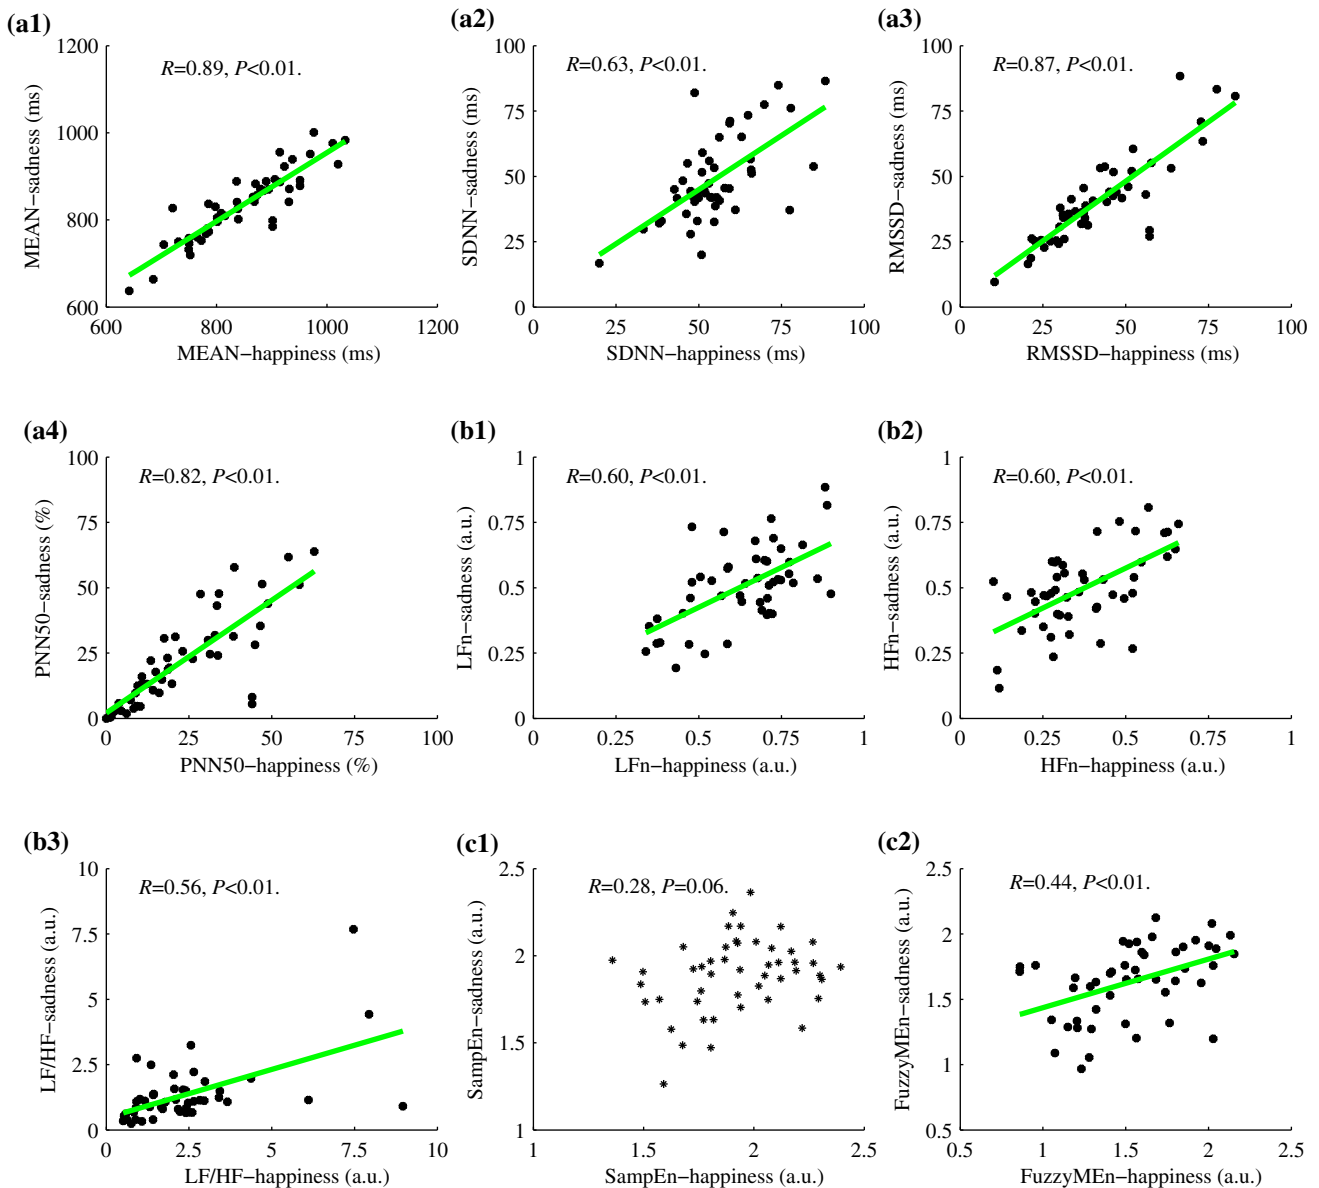 (a1)
R=0.89, P<0.01.
1200
1000
800
600
600 800 1000 1200
MEAN−sadness (ms)
MEAN−happiness (ms)
(a2)
R=0.63, P<0.01.
100
75
50
25
0
0 25 50 75 100
SDNN−sadness (ms)
SDNN−happiness (ms)
(a3)
R=0.87, P<0.01.
100
75
50
25
0
0 25 50 75 100
RMSSD−sadness (ms)
RMSSD−happiness (ms)
(a4)
R=0.82, P<0.01.
100
75
50
25
0
0 25 50 75 100
PNN50−sadness (%)
PNN50−happiness (%)
(b1)
R=0.60, P<0.01.
1
0.75
0.5
0.25
0
0 0.25 0.5 0.75 1
LFn−sadness (a.u.)
LFn−happiness (a.u.)
(b2)
R=0.60, P<0.01.
1
0.75
0.5
0.25
0
0 0.25 0.5 0.75 1
HFn−sadness (a.u.)
HFn−happiness (a.u.)
(b3)
R=0.56, P<0.01.
10
7.5
5
2.5
0
0 2.5 5 7.5 10
LF/HF−sadness (a.u.)
LF/HF−happiness (a.u.)
(c1)
R=0.28, P=0.06.
2.5
2
1.5
1
1 1.5 2 2.5
SampEn−sadness (a.u.)
SampEn−happiness (a.u.)
(c2)
R=0.44, P<0.01.
2.5
2
1.5
1
0.5
0.5 1 1.5 2 2.5
FuzzyMEn−sadness (a.u.)
FuzzyMEn−happiness (a.u.)